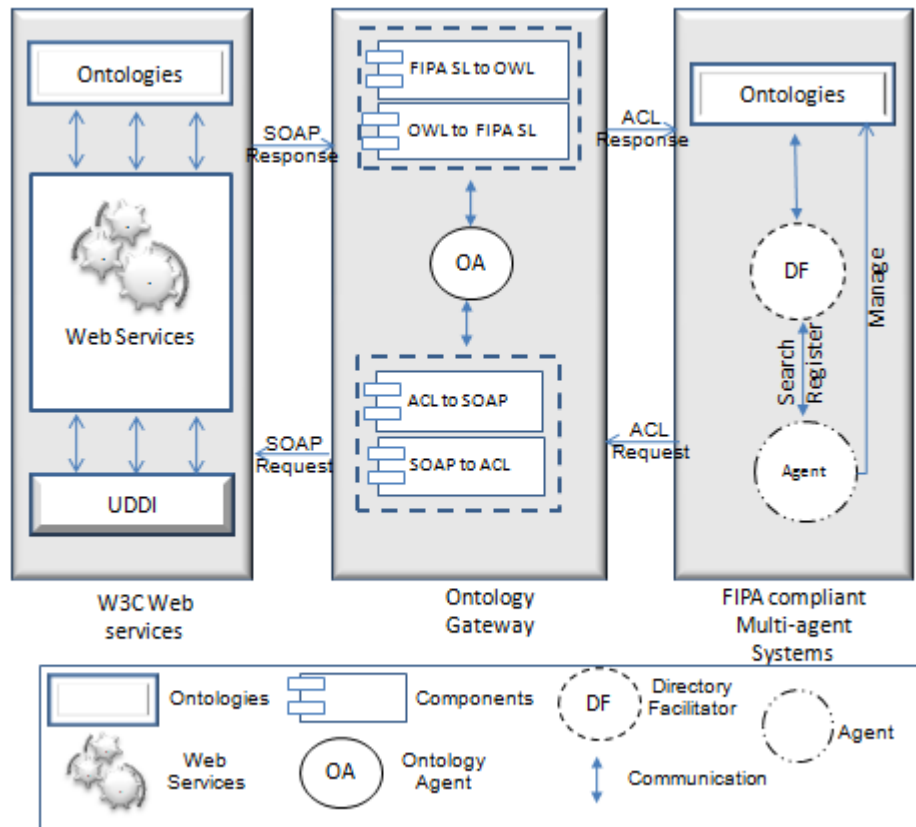 Ontologies
Web Services
UDDI
W3C Web
services
SOAP
Response
SOAP
Request
FIPA SL to OWL
OWL to FIPA SL
OA
ACL to SOAP
SOAP to ACL
Ontology
Gateway
ACL
Response
ACL
Request
Ontologies
DF
Manage
Search
Register
Agent
FIPA compliant
Multi-agent
Systems
Ontologies
Components
DF
Directory
Facilitator
Agent
Web
Services
OA
Ontology
Agent
Communication